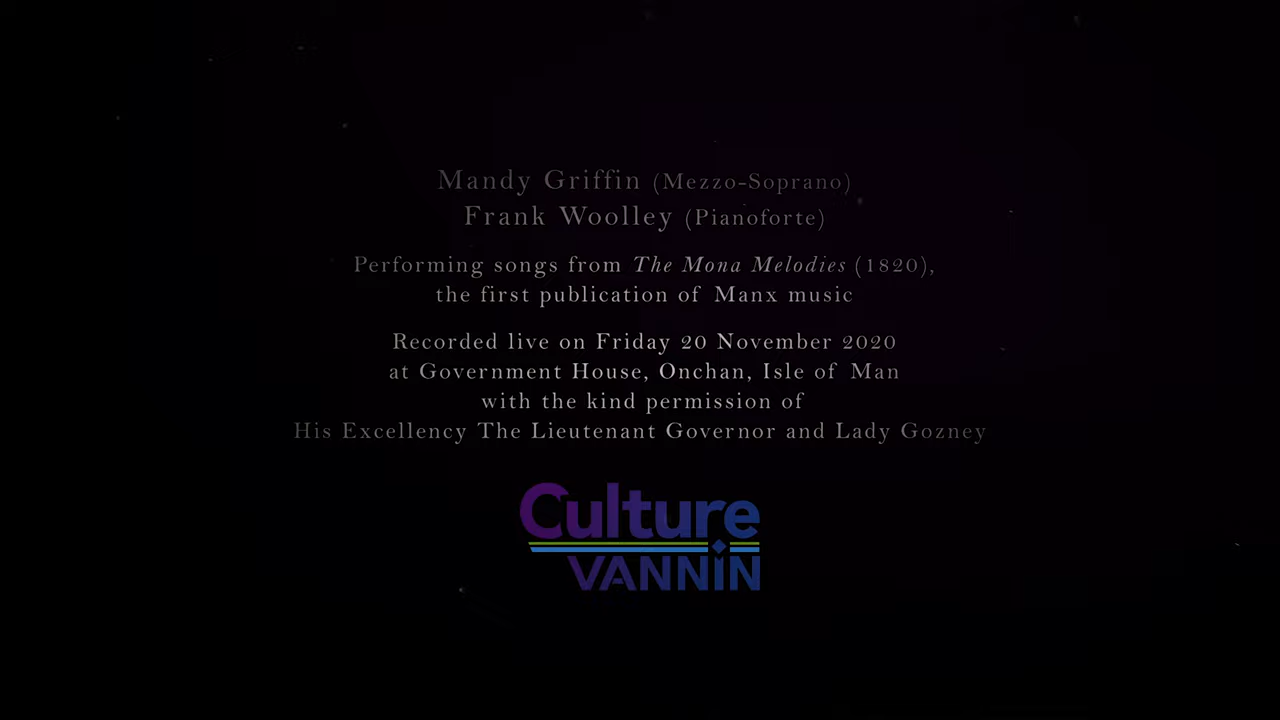 Mandy Griffin (Mezzo-Soprano)
Frank Woolley (Pianoforte)
Performing songs from The Mona Melodies (1820),
the first publication of Manx music
Recorded live on Friday 20 November 2020
at Government House, Onchan, Isle of Man
with the kind permission of
His Excellency The Lieutenant Governor and Lady Gozney
Culture
VANNIN